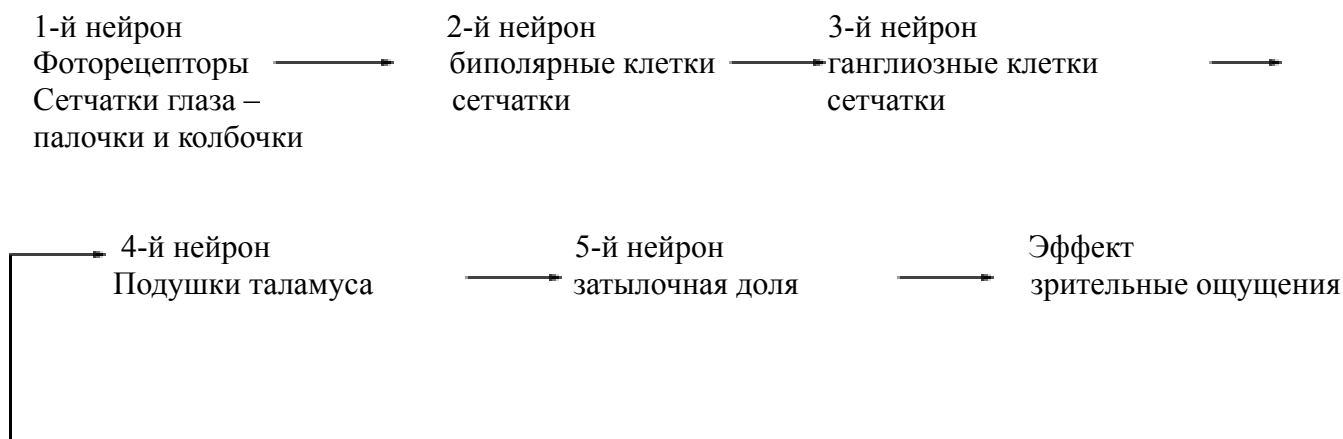 1-й нейрон
Фоторецепторы
Сетчатки глаза –
палочки и колбочки
2-й нейрон
биполярные клетки
сетчатки
3-й нейрон
ганглиозные клетки
сетчатки
4-й нейрон
Подушки таламуса
5-й нейрон
затылочная доля
Эффект
зрительные ощущения